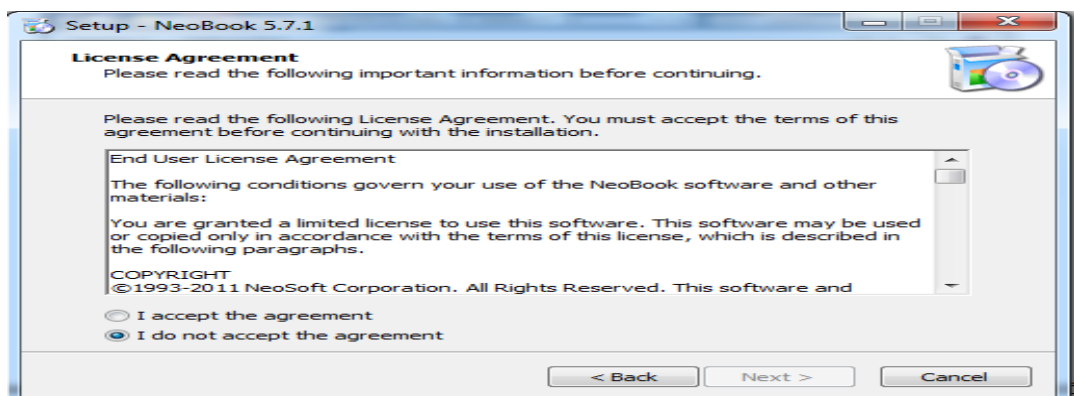 Setup - NeoBook 5.7.1
License Agreement
Please read the following important information before continuing.
Please read the following License Agreement. You must accept the terms of this
agreement before continuing with the installation.
End User License Agreement
The following conditions govern your use of the NeoBook software and other
materials:
You are granted a limited license to use this software. This software may be used
or copied only in accordance with the terms of this license, which is described in
the following paragraphs.
COPYRIGHT
©1993-2011 NeoSoft Corporation. All Rights Reserved. This software and
I accept the agreement
I do not accept the agreement
< Back Next > Cancel